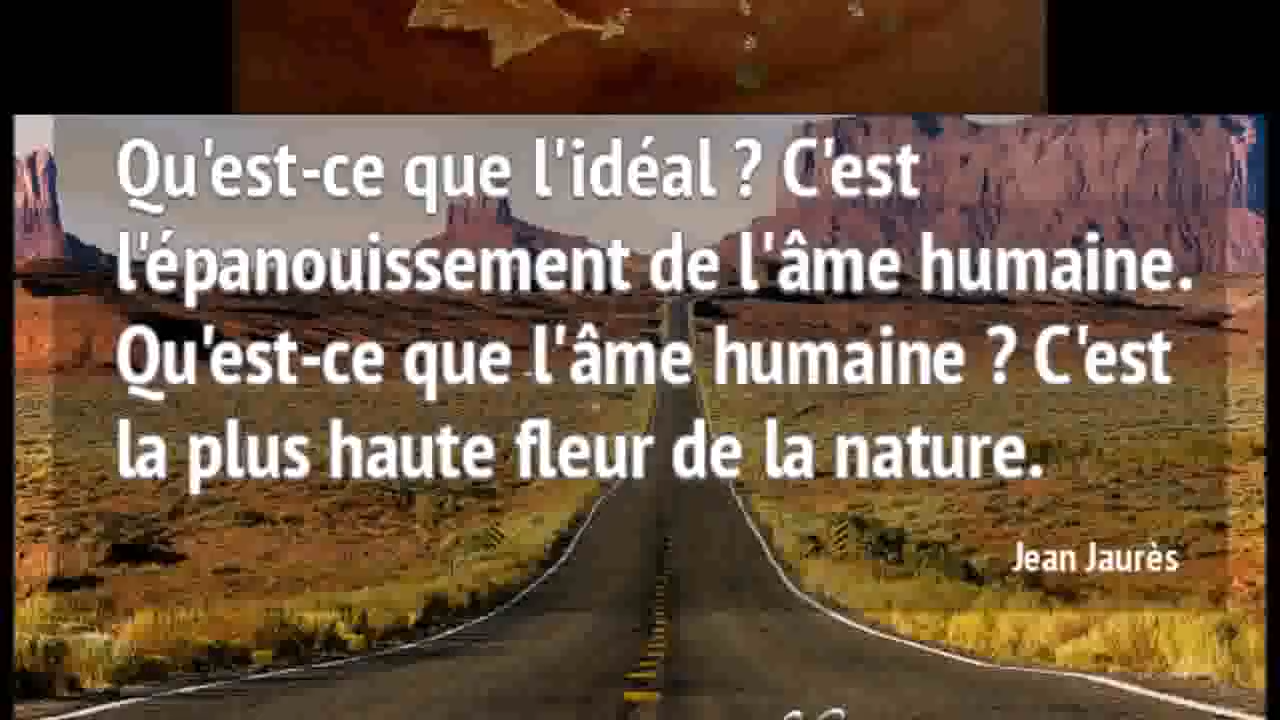 Qu'est-ce que l'idéal ? C'est
l'épanouissement de l'âme humaine.
Qu'est-ce que l'âme humaine ? C'est
la plus haute fleur de la nature.
Jean Jaurès